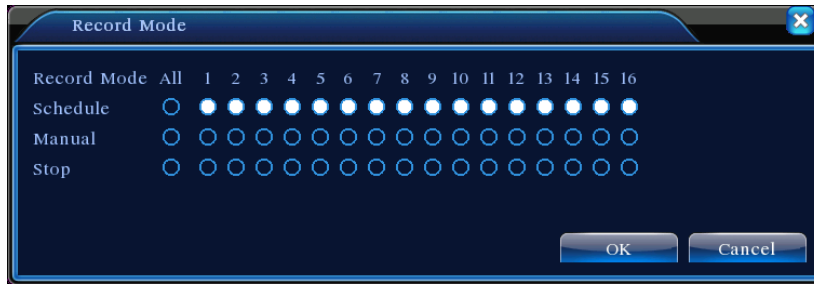 Record Mode
Record Mode All 1 2 3 4 5 6 7 8 9 10 11 12 13 14 15 16
Schedule
Manual
Stop
OK Cancel